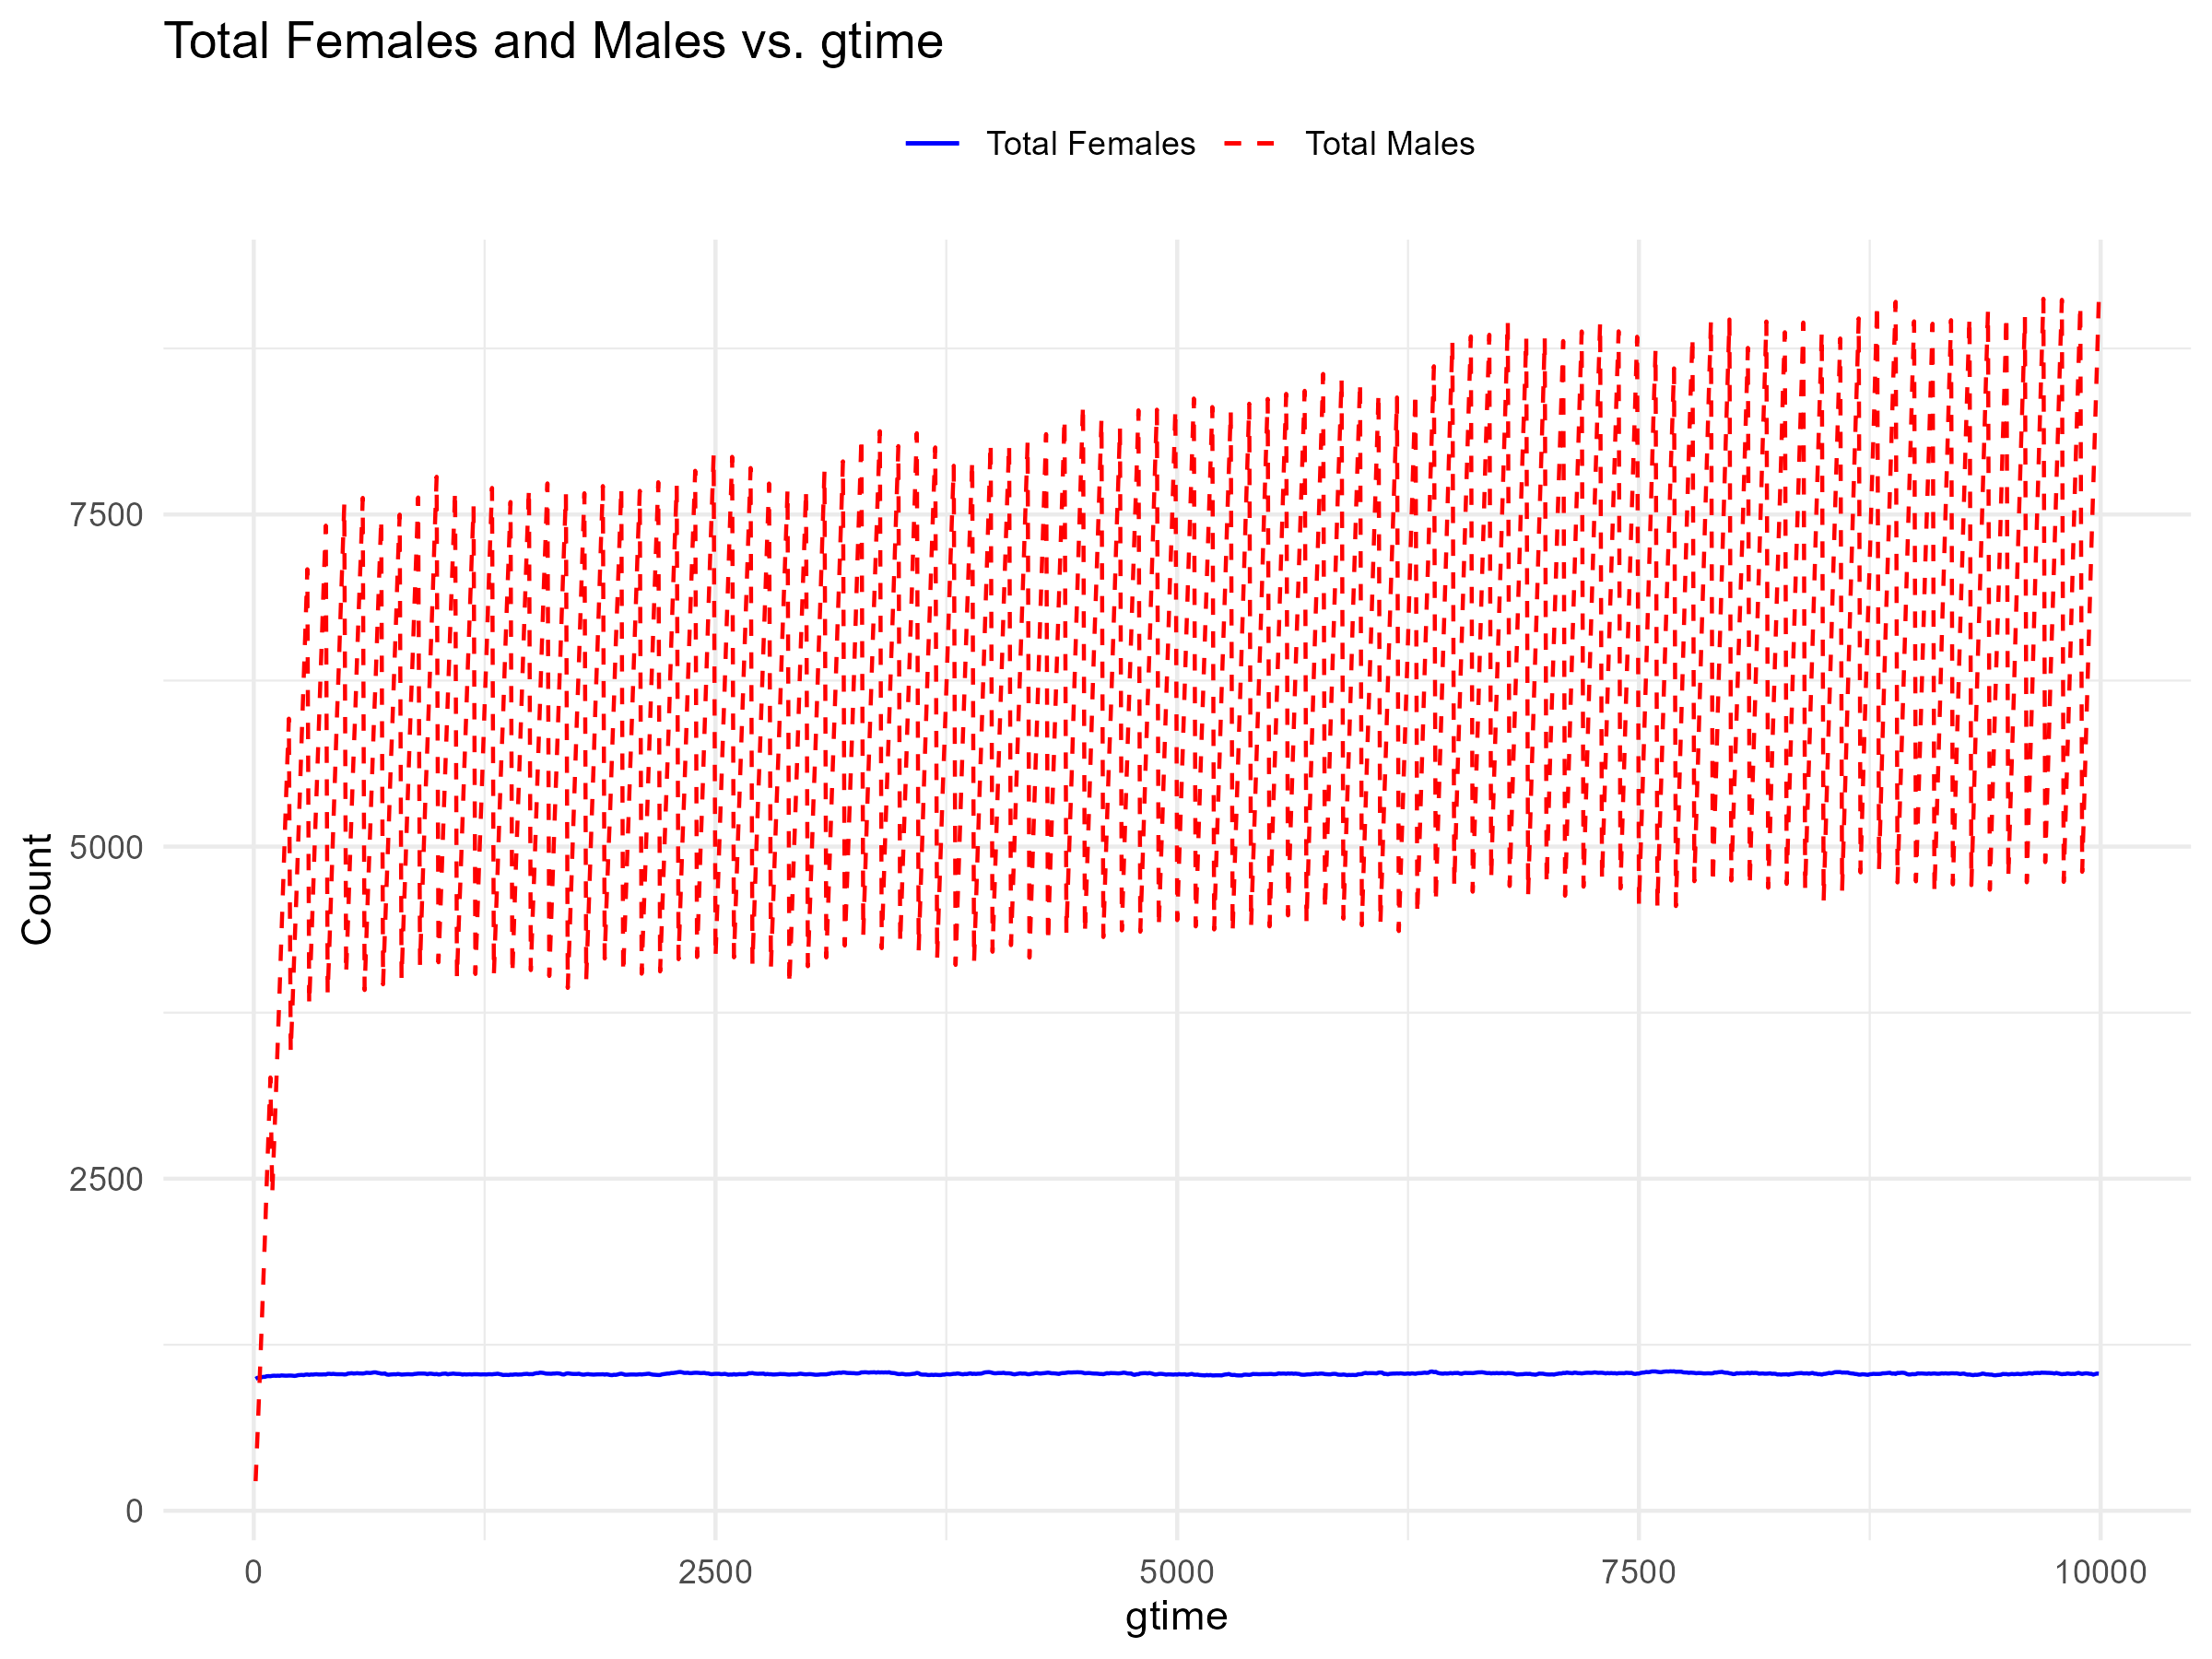 Total Females and Males vs. gtime
Total Females Total Males
7500
5000
2500
0
Count
0 2500 5000 7500 10000
gtime